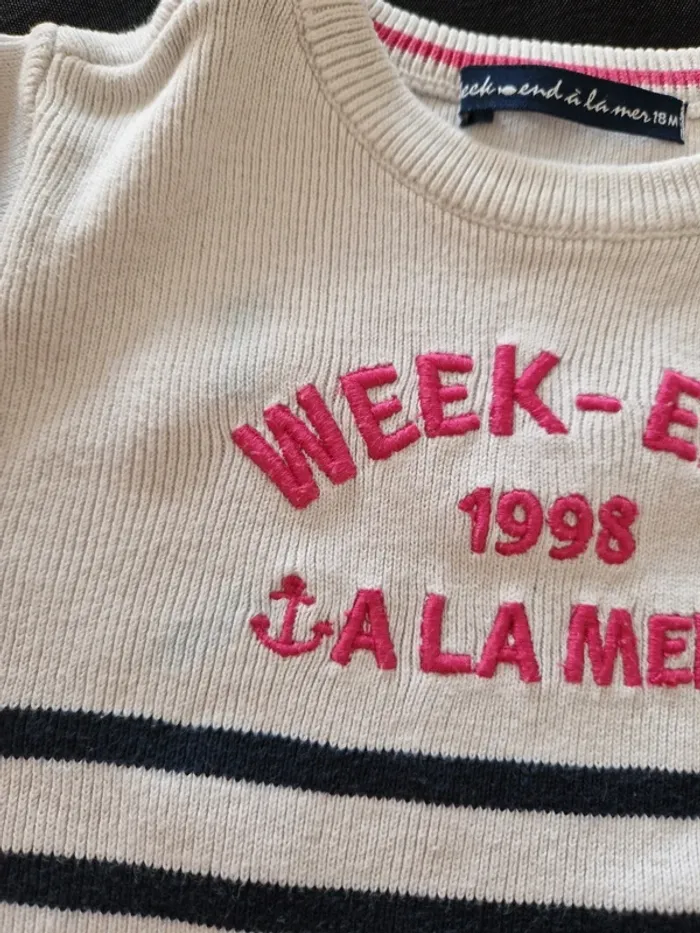 eek-end à la mer 18M
WEEK-E
1998
A LA ME